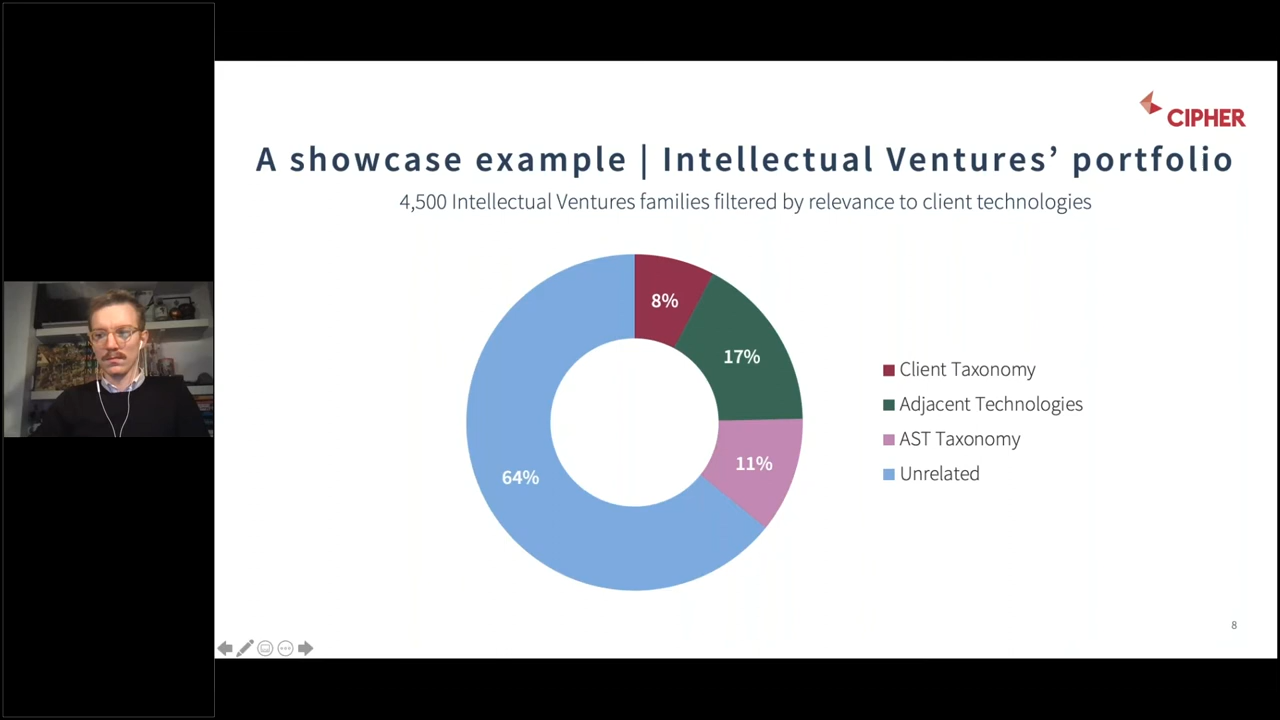 CIPHER
A showcase example | Intellectual Ventures’ portfolio
4,500 Intellectual Ventures families filtered by relevance to client technologies
8%
17%
11%
64%
Client Taxonomy
Adjacent Technologies
AST Taxonomy
Unrelated
8